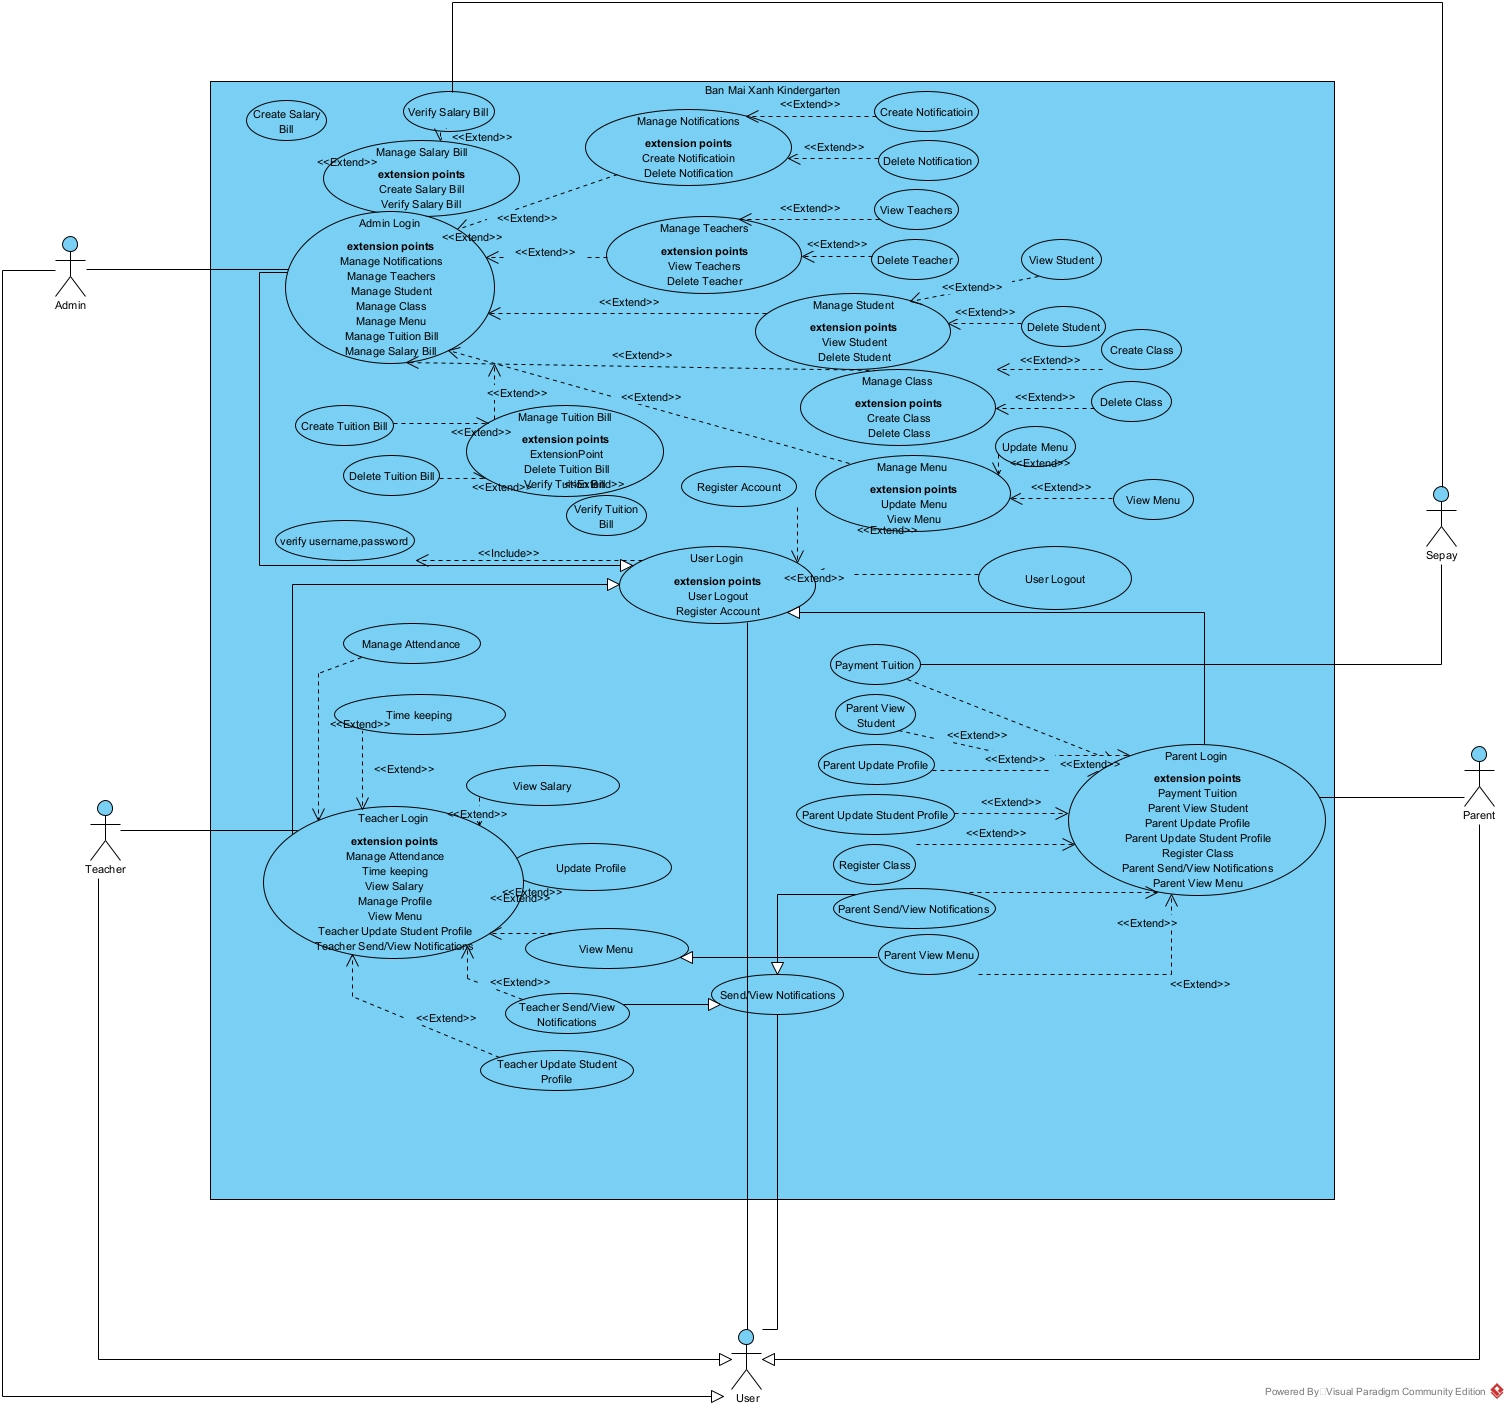 Ban Mai Xanh Kindergarten
Create Salary
Bill
Verify Salary Bill
<<Extend>>
Manage Salary Bill
<<Extend>>
extension points
Create Salary Bill
Verify Salary Bill
Manage Notifications
extension points
Create Notificatioin
Delete Notification
<<Extend>>
Create Notificatioin
<<Extend>>
Delete Notification
<<Extend>>
<<Extend>>
<<Extend>>
Admin Login
extension points
Manage Notifications
Manage Teachers
Manage Student
Manage Class
Manage Menu
Manage Tuition Bill
Manage Salary Bill
Manage Teachers
extension points
View Teachers
Delete Teacher
<<Extend>>
View Teachers
<<Extend>>
Delete Teacher
View Student
<<Extend>>
<<Extend>>
Manage Student
extension points
View Student
Delete Student
<<Extend>>
Delete Student
Create Class
<<Extend>>
<<Extend>>
Manage Class
extension points
Create Class
Delete Class
<<Extend>>
Delete Class
<<Extend>>
<<Extend>>
Create Tuition Bill
<<Extend>>
Manage Tuition Bill
extension points
ExtensionPoint
Delete Tuition Bill
Verify Tuition Bill
Delete Tuition Bill
<<Extend>>
<<Extend>>
Verify Tuition
Bill
Update Menu
<<Extend>>
Manage Menu
extension points
Update Menu
View Menu
<<Extend>>
View Menu
<<Extend>>
Register Account
verify username,password
<<Include>>
User Login
extension points
User Logout
Register Account
<<Extend>>
User Logout
Admin
Sepay
Manage Attendance
Time keeping
<<Extend>>
<<Extend>>
View Salary
<<Extend>>
Teacher Login
extension points
Manage Attendance
Time keeping
View Salary
Manage Profile
View Menu
Teacher Update Student Profile
Teacher Send/View Notifications
Update Profile
<<Extend>>
<<Extend>>
View Menu
<<Extend>>
Teacher Send/View
Notifications
<<Extend>>
Teacher Update Student
Profile
Teacher
Payment Tuition
Parent View
Student
<<Extend>>
Parent Update Profile
<<Extend>>
<<Extend>>
Parent Update Student Profile
<<Extend>>
Register Class
<<Extend>>
Parent Send/View Notifications
Parent View Menu
<<Extend>>
<<Extend>>
Send/View Notifications
Parent Login
extension points
Payment Tuition
Parent View Student
Parent Update Profile
Parent Update Student Profile
Register Class
Parent Send/View Notifications
Parent View Menu
Parent
User
Powered By Visual Paradigm Community Edition